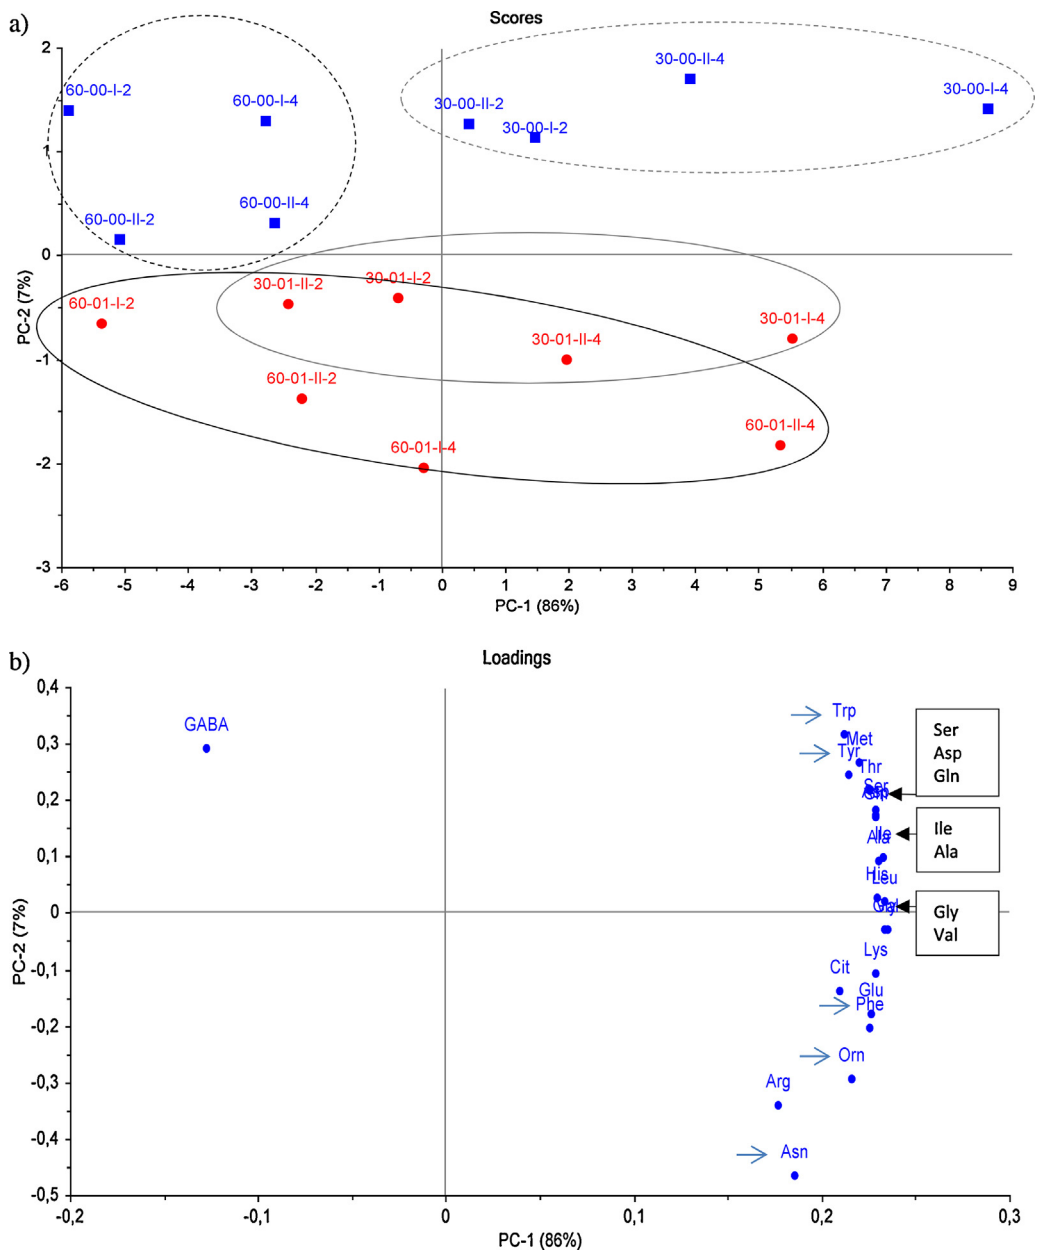 a)
Scores
2
1
0
-1
-2
-3
PC-2 (7%)
60-00-I-2
60-00-I-4
60-00-II-2
60-00-II-4
30-00-II-4
30-00-I-4
30-00-II-2
30-00-I-2
60-01-I-2
30-01-II-2
30-01-I-2
30-01-II-4
30-01-I-4
60-01-II-2
60-01-I-4
60-01-II-4
-6 -5 -4 -3 -2 -1 0 1 2 3 4 5 6 7 8 9
PC-1 (86%)
b)
Loadings
0,4
0,3
0,2
0,1
0
-0,1
-0,2
-0,3
-0,4
-0,5
PC-2 (7%)
GABA
Trp
Met
Tyr
Thr
Ser
Ile
Ala
His
Leu
Lys
Cit
Glu
Phe
Orn
Arg
Asn
Ser
Asp
Gln
Ile
Ala
Gly
Val
-0,2 -0,1 0 0,1 0,2 0,3
PC-1 (86%)